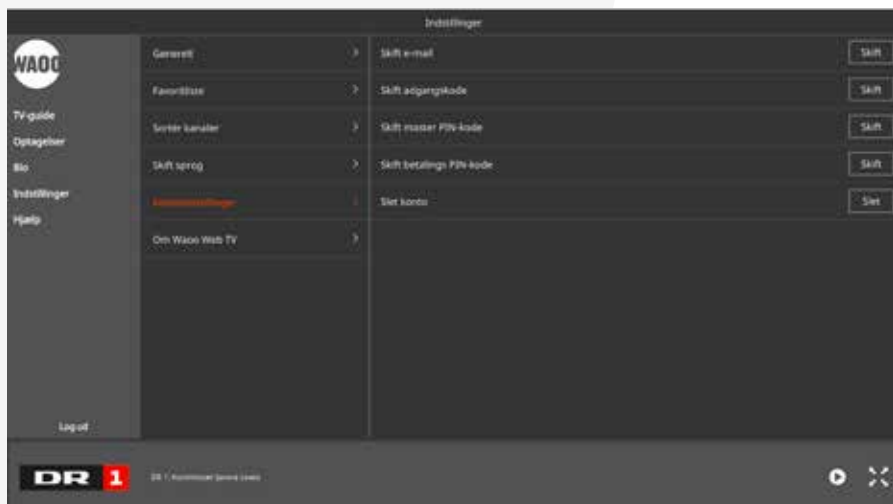 Indstillinger
WAOO
TV-guide
Optagelser
Bio
Indstillinger
Hjælp
Log ud
Generelt
Favoritliste
Sortér kanaler
Skift sprog
Om Waoo Web TV
Skift e-mail
Skift
Skift adgangskode
Skift
Skift master PIN-kode
Skift
Skift betalings PIN-kode
Skift
Slet konto
Slet
DR 1